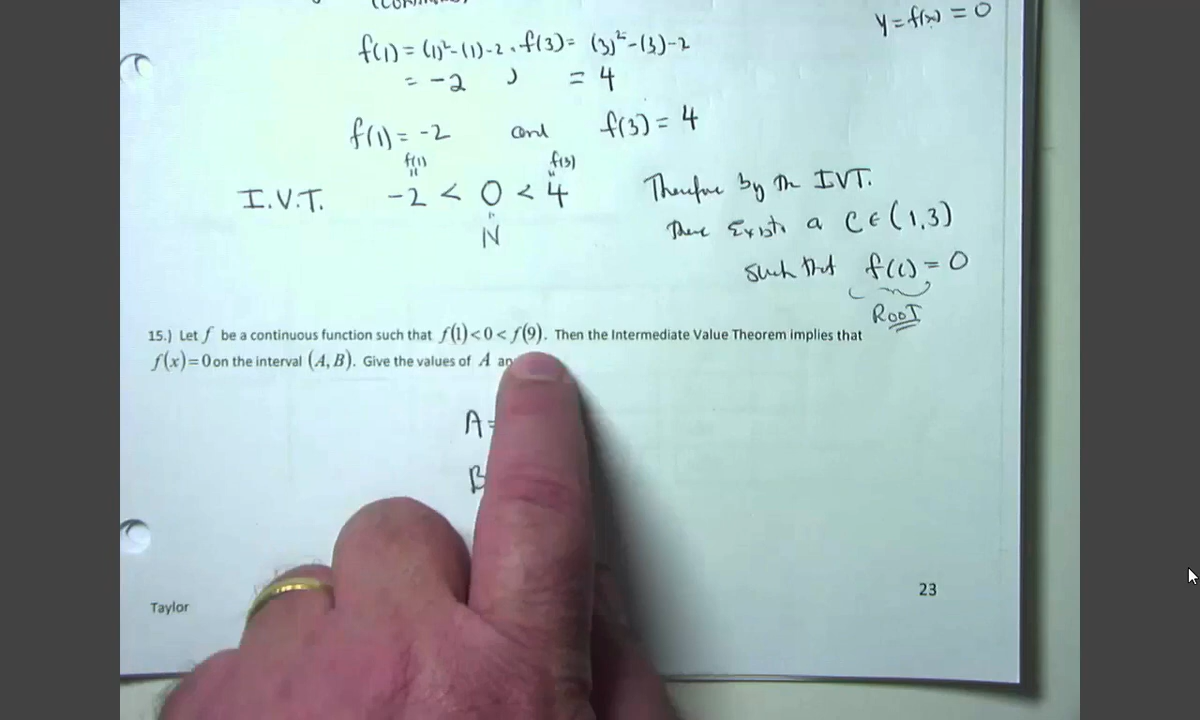 y = f(x) = 0
f(1) = (1)²-(1)-2 , f(3) = (3)²-(3)-2
= -2 , = 4
f(1) = -2 and f(3) = 4
f(1) f(3)
I.V.T. -2 < 0 < 4
N
Therefore by the IVT.
There Exists a C ∈ (1,3)
such that f(c) = 0
ROOT
15.) Let f be a continuous function such that f(1)<0<f(9). Then the Intermediate Value Theorem implies that
f(x)=0 on the interval (A,B). Give the values of A
A=
B
Taylor
23